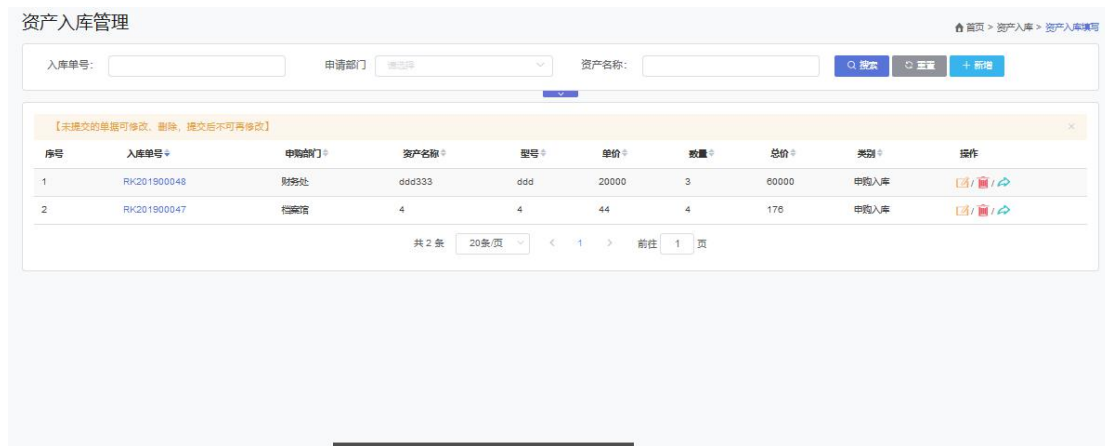 资产入库管理
首页 > 资产入库 > 资产入库填写
入库单号: 申请部门 请选择 资产名称: 搜索 重置 + 新增
【未提交的单据可修改、删除，提交后不可再修改】 ×
序号 入库单号 申购部门 资产名称 型号 单价 数量 总价 类别 操作
1 RK201900048 财务处 ddd333 ddd 20000 3 60000 申购入库 / /
2 RK201900047 档案馆 4 4 44 4 176 申购入库 / /
共 2 条 20条/页 < 1 > 前往 1 页